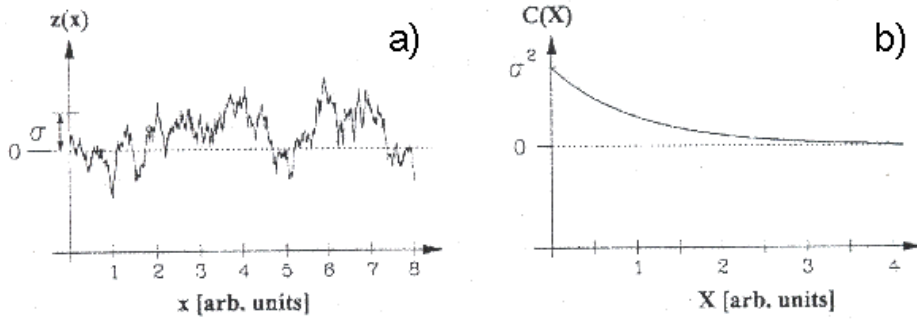 z(x)
a)
σ
0
1 2 3 4 5 6 7 8
x [arb. units]
C(X)
b)
σ²
0
1 2 3 4
X [arb. units]